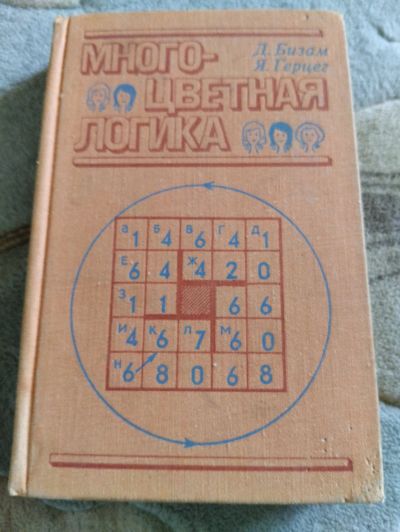 Д. Бизам
Я. Герцег
МНОГО-
ЦВЕТНАЯ
ЛОГИКА
а1 Б4 В6 Г4 Д1
Е6 4 Ж4 2 0
З1 1 6 6
И4 К6 Л7 М6 0
Н6 8 0 6 8